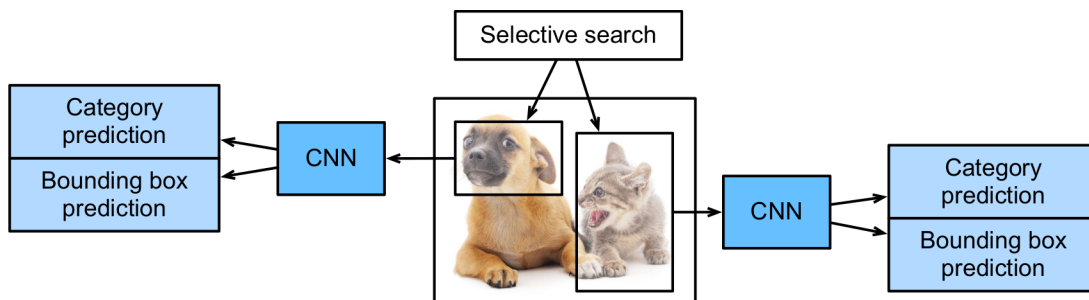 Selective search
Category
prediction
Bounding box
prediction
CNN
CNN
Category
prediction
Bounding box
prediction